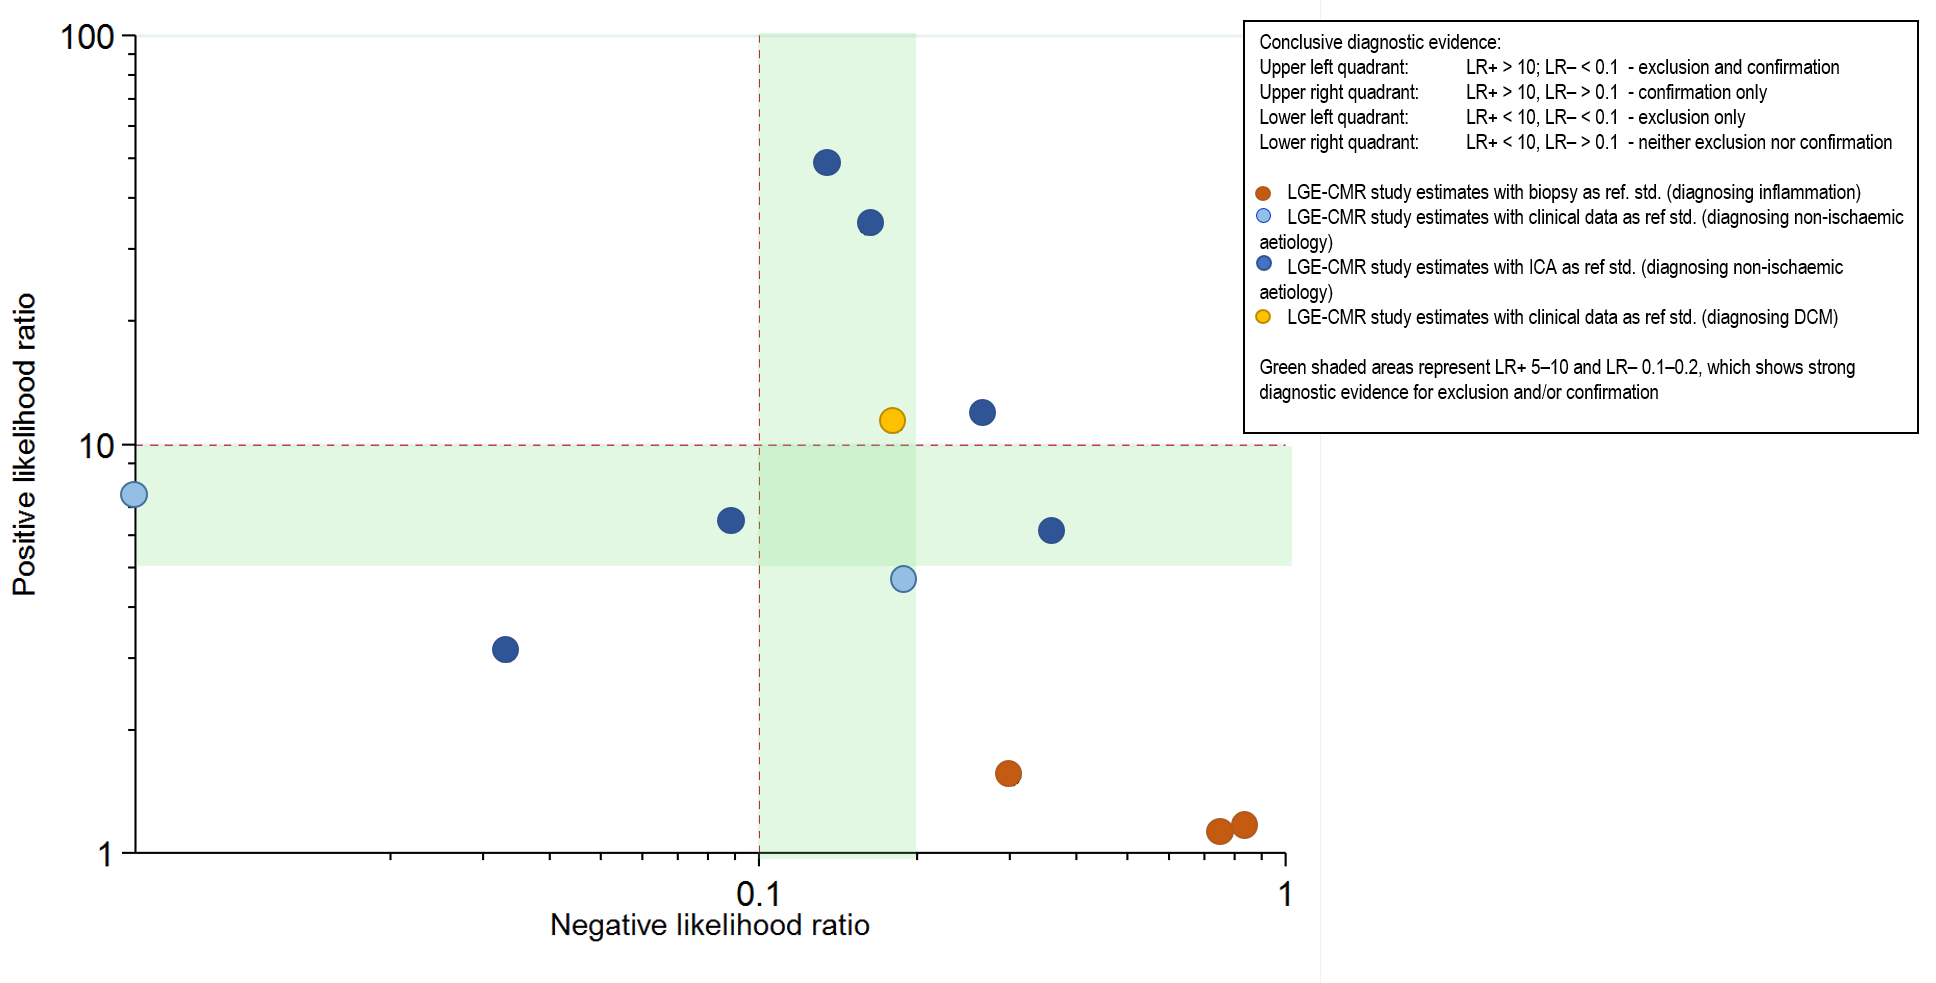 100
10
1
0.1
1
Positive likelihood ratio
Negative likelihood ratio
Conclusive diagnostic evidence:
Upper left quadrant: LR+ > 10; LR– < 0.1 - exclusion and confirmation
Upper right quadrant: LR+ > 10, LR– > 0.1 - confirmation only
Lower left quadrant: LR+ < 10, LR– < 0.1 - exclusion only
Lower right quadrant: LR+ < 10, LR– > 0.1 - neither exclusion nor confirmation
LGE-CMR study estimates with biopsy as ref. std. (diagnosing inflammation)
LGE-CMR study estimates with clinical data as ref std. (diagnosing non-ischaemic
aetiology)
LGE-CMR study estimates with ICA as ref std. (diagnosing non-ischaemic
aetiology)
LGE-CMR study estimates with clinical data as ref std. (diagnosing DCM)
Green shaded areas represent LR+ 5–10 and LR– 0.1–0.2, which shows strong
diagnostic evidence for exclusion and/or confirmation